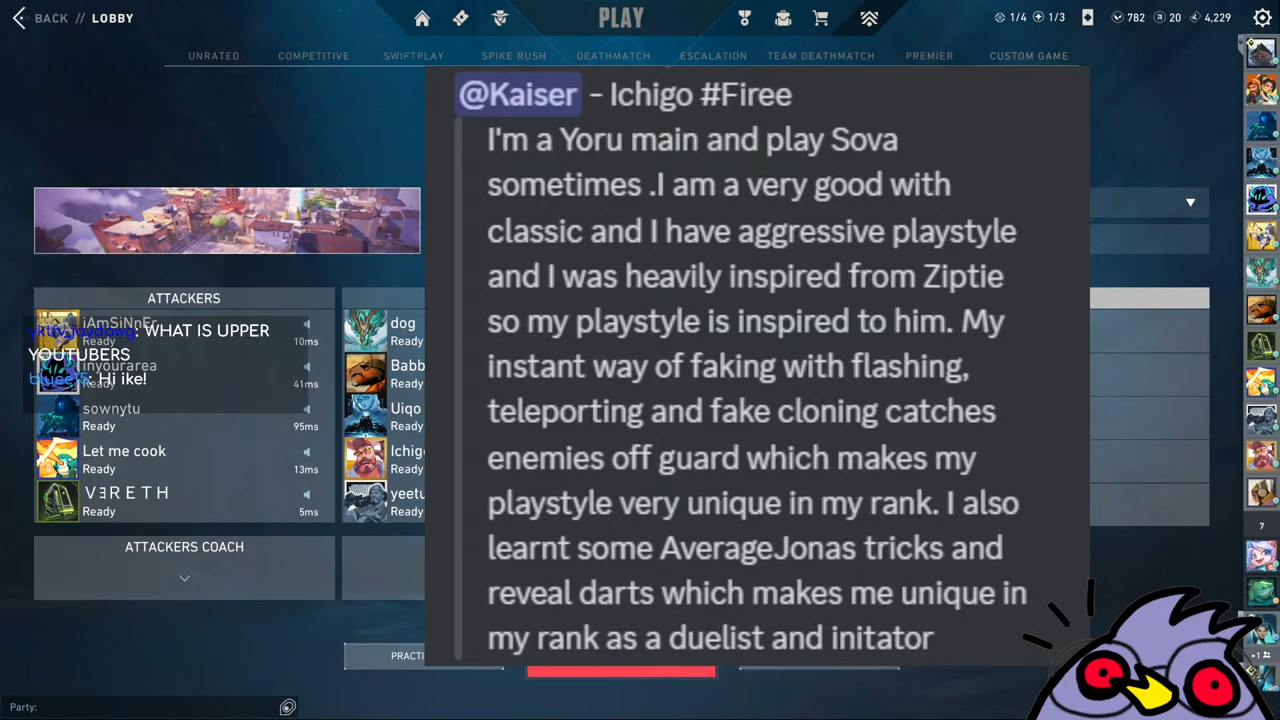 BACK // LOBBY
PLAY
1/4 1/3 782 20 4,229
UNRATED COMPETITIVE SWIFTPLAY SPIKE RUSH DEATHMATCH ESCALATION TEAM DEATHMATCH PREMIER CUSTOM GAME
@Kaiser - Ichigo #Firee
I'm a Yoru main and play Sova
sometimes .I am a very good with
classic and I have aggressive playstyle
and I was heavily inspired from Ziptie
so my playstyle is inspired to him. My
instant way of faking with flashing,
teleporting and fake cloning catches
enemies off guard which makes my
playstyle very unique in my rank. I also
learnt some AverageJonas tricks and
reveal darts which makes me unique in
my rank as a duelist and initator
ATTACKERS
iAmSiNnEr
Ready 10ms
inyourarea
Ready 41ms
sownytu
Ready 95ms
Let me cook
Ready 13ms
VERETH
Ready 5ms
: WHAT IS UPPER
YOUTUBERS
: Hi ike!
dog
Ready
Babb
Ready
Uiqo
Ready
Ichigo
Ready
yeetu
Ready
ATTACKERS COACH
PRACTI
7
+1
Party: